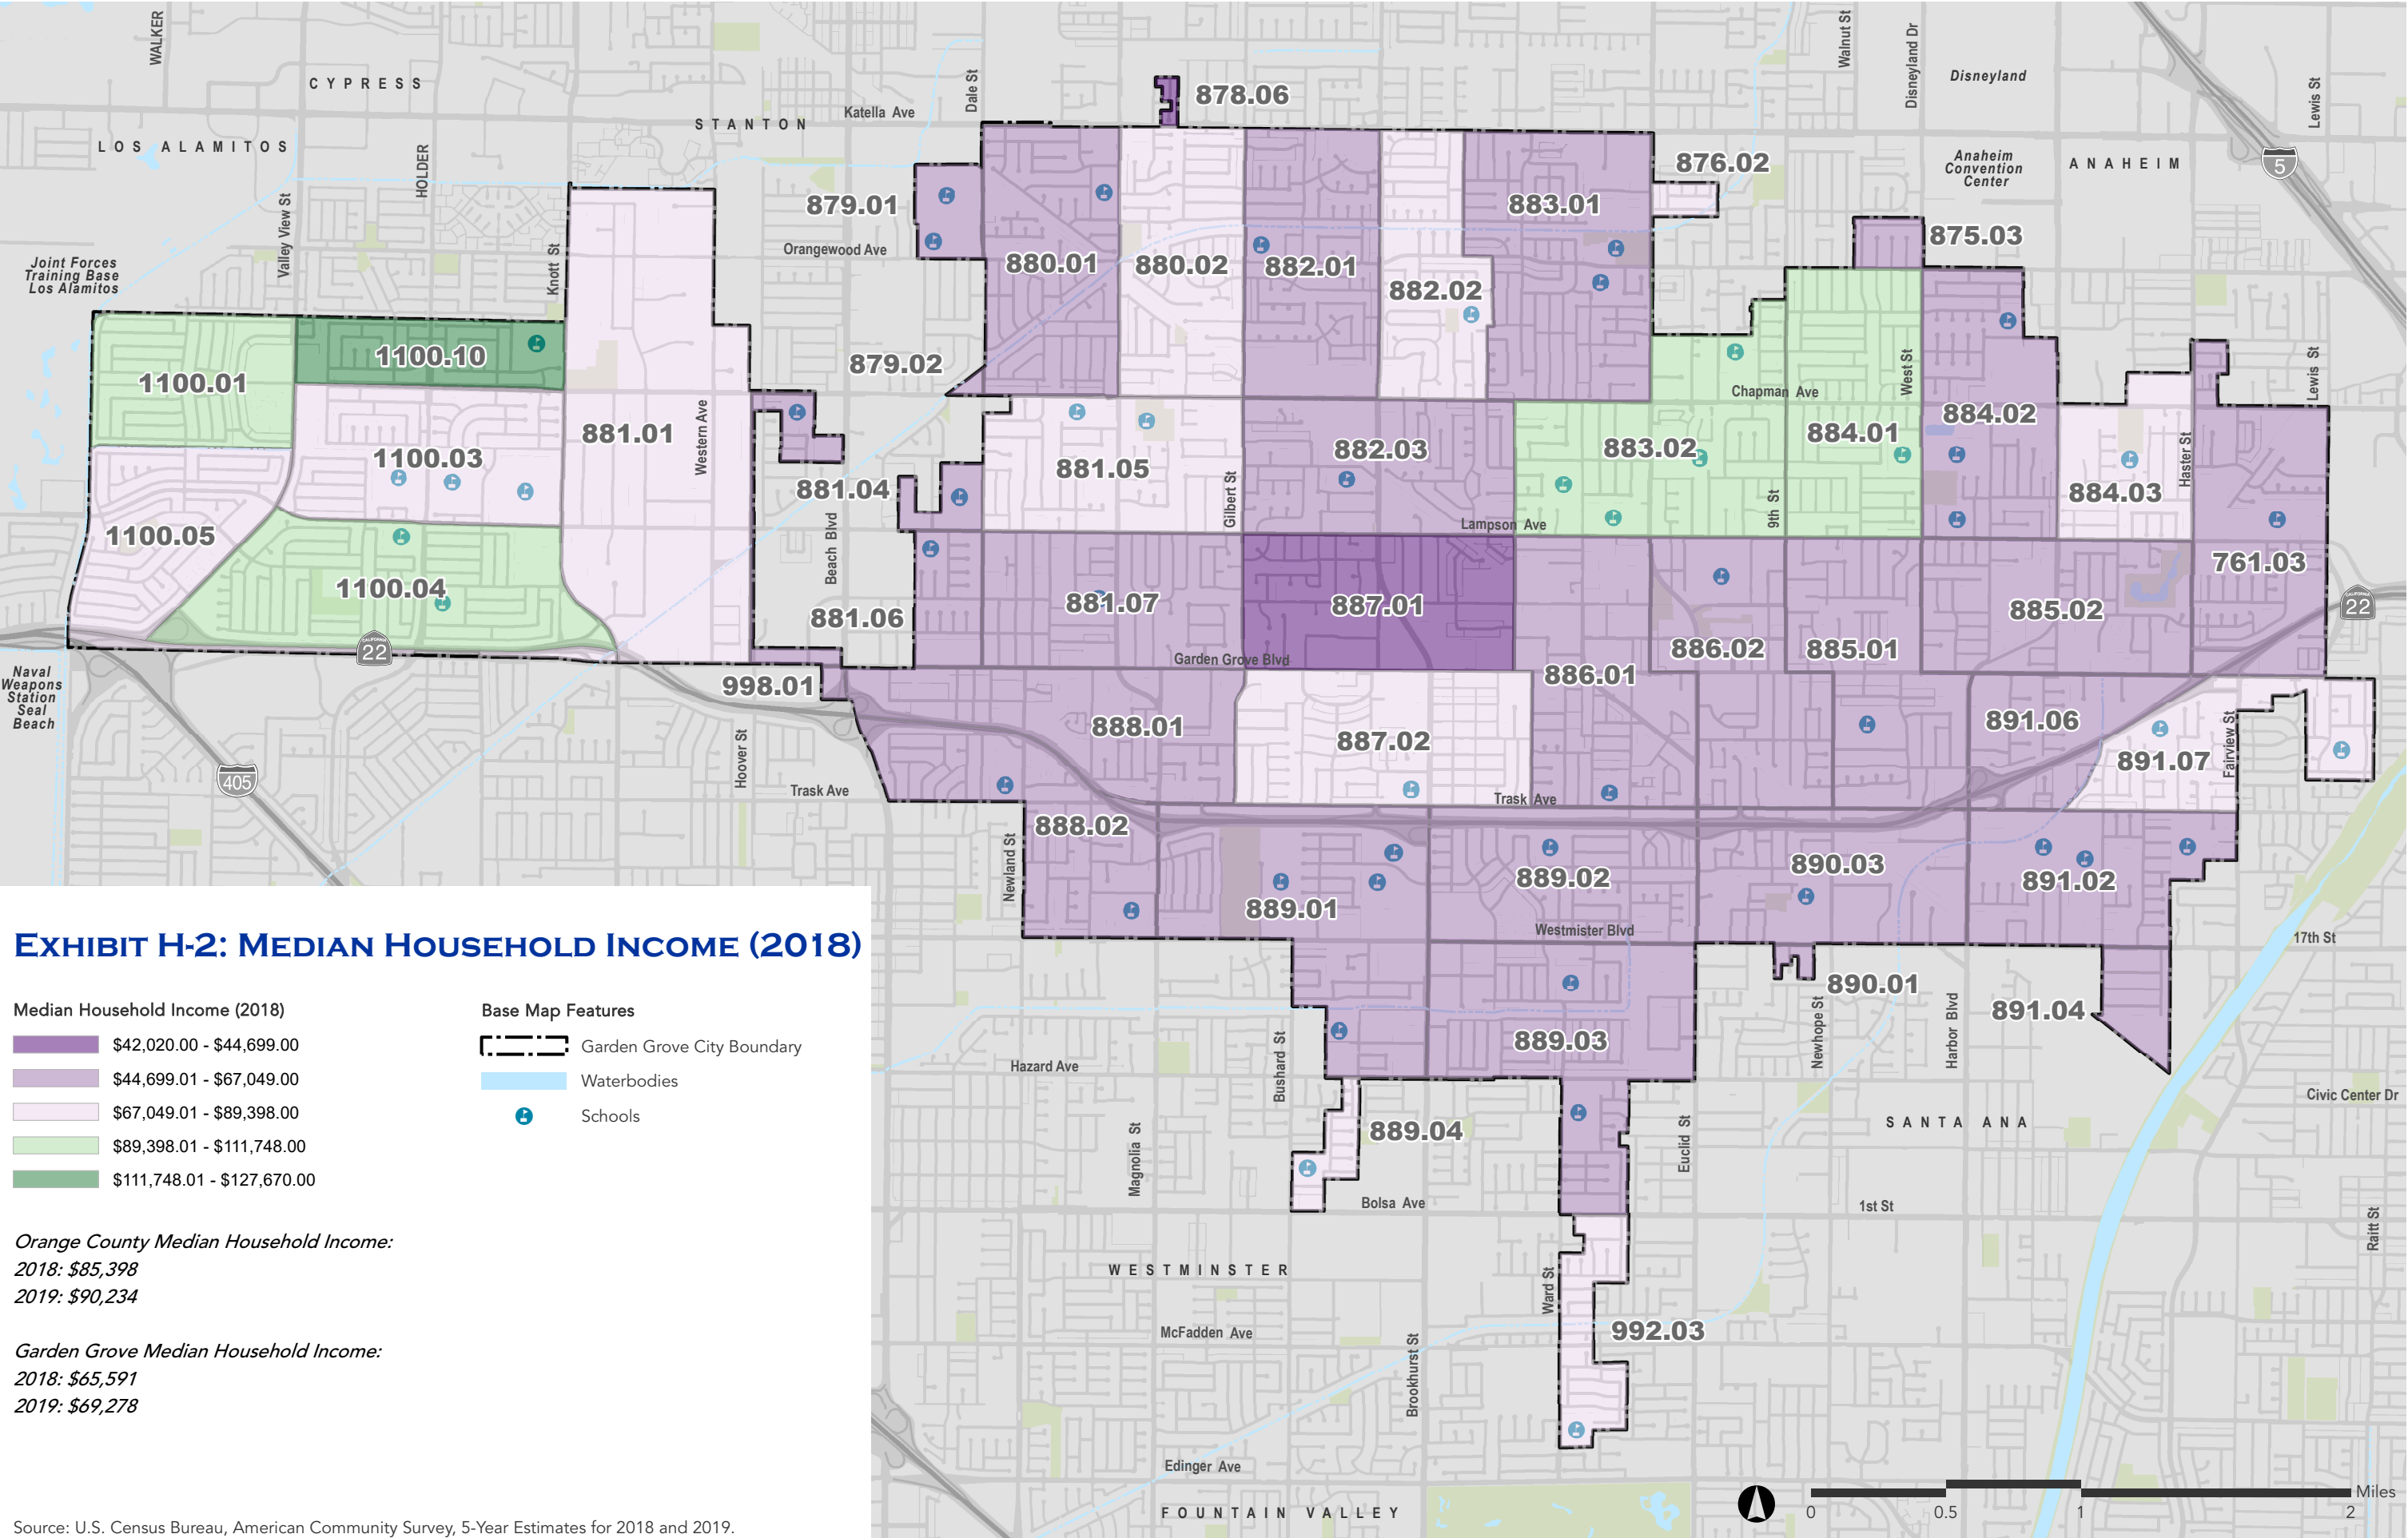 WALKER
CYPRESS
LOS ALAMITOS
HOLDER
STANTON
Katella Ave
Dale St
878.06
Walnut St
Disneyland Dr
Disneyland
Lewis St
5
Anaheim
Convention
Center
ANAHEIM
876.02
879.01
Orangewood Ave
883.01
875.03
Joint Forces
Training Base
Los Alamitos
Valley View St
Knott St
880.01
880.02
882.01
882.02
1100.01
1100.10
879.02
Chapman Ave
West St
Lewis St
884.02
881.01
Western Ave
1100.03
881.05
882.03
883.02
884.01
Haster St
881.04
Gilbert St
884.03
9th St
1100.05
Beach Blvd
Lampson Ave
761.03
1100.04
881.06
881.07
887.01
885.02
CALIFORNIA
22
CALIFORNIA
22
886.02
885.01
Garden Grove Blvd
886.01
Naval
Weapons
Station
Seal
Beach
998.01
888.01
887.02
891.06
891.07
Fairview St
405
Hoover St
Trask Ave
Trask Ave
888.02
Newland St
889.01
889.02
890.03
891.02
Westmister Blvd
17th St
890.01
891.04
Newhope St
Harbor Blvd
889.03
Hazard Ave
Bushard St
Civic Center Dr
SANTA ANA
889.04
Magnolia St
Euclid St
Bolsa Ave
1st St
Raitt St
WESTMINSTER
Ward St
McFadden Ave
992.03
Brookhurst St
Edinger Ave
FOUNTAIN VALLEY
0 0.5 1 2
Miles
EXHIBIT H-2: MEDIAN HOUSEHOLD INCOME (2018)
Median Household Income (2018)
$42,020.00 - $44,699.00
$44,699.01 - $67,049.00
$67,049.01 - $89,398.00
$89,398.01 - $111,748.00
$111,748.01 - $127,670.00
Base Map Features
Garden Grove City Boundary
Waterbodies
Schools
Orange County Median Household Income:
2018: $85,398
2019: $90,234
Garden Grove Median Household Income:
2018: $65,591
2019: $69,278
Source: U.S. Census Bureau, American Community Survey, 5-Year Estimates for 2018 and 2019.